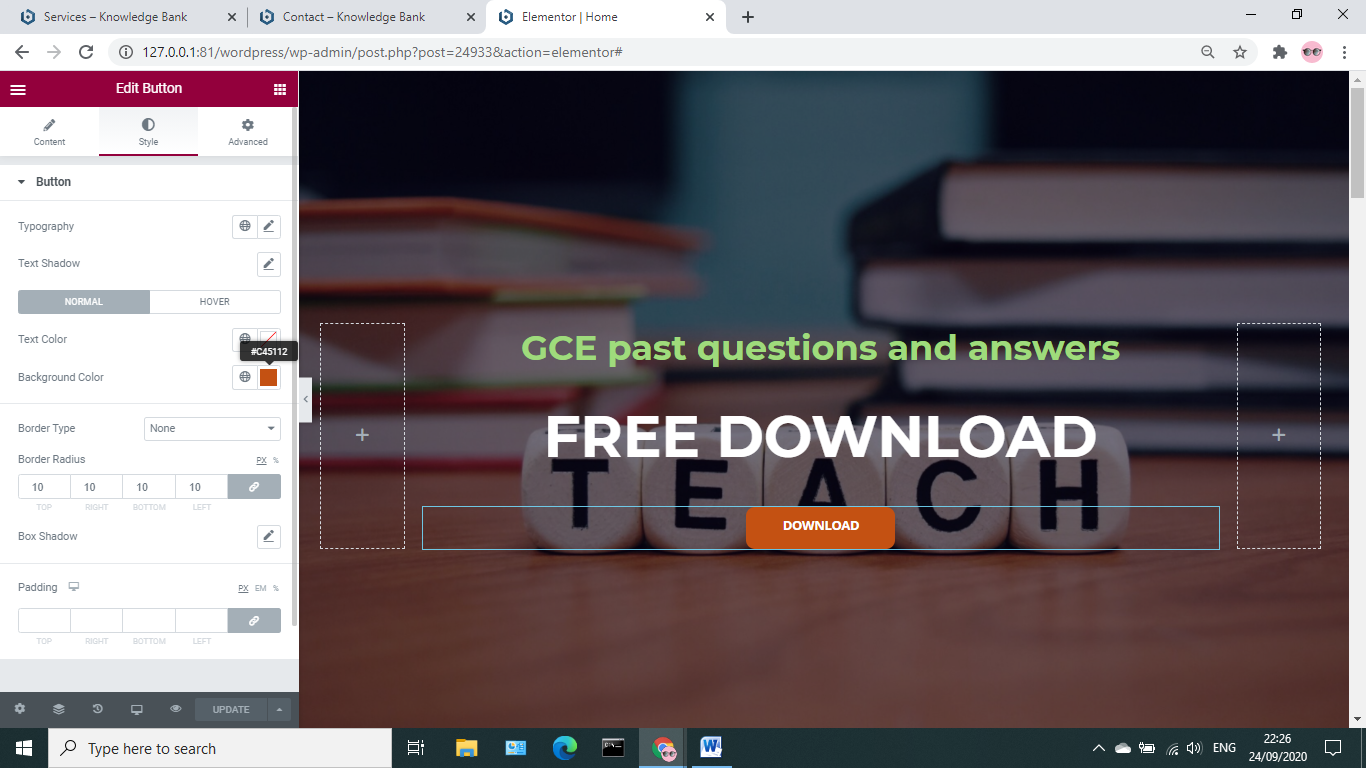 Services – Knowledge Bank
Contact – Knowledge Bank
Elementor | Home
127.0.0.1:81/wordpress/wp-admin/post.php?post=24933&action=elementor#
Edit Button
Content
Style
Advanced
Button
Typography
Text Shadow
NORMAL
HOVER
Text Color
#C45112
Background Color
Border Type
None
Border Radius
PX %
10 10 10 10
TOP RIGHT BOTTOM LEFT
Box Shadow
Padding
PX EM %
TOP RIGHT BOTTOM LEFT
UPDATE
GCE past questions and answers
FREE DOWNLOAD
TEACH
DOWNLOAD
Type here to search
ENG
22:26
24/09/2020